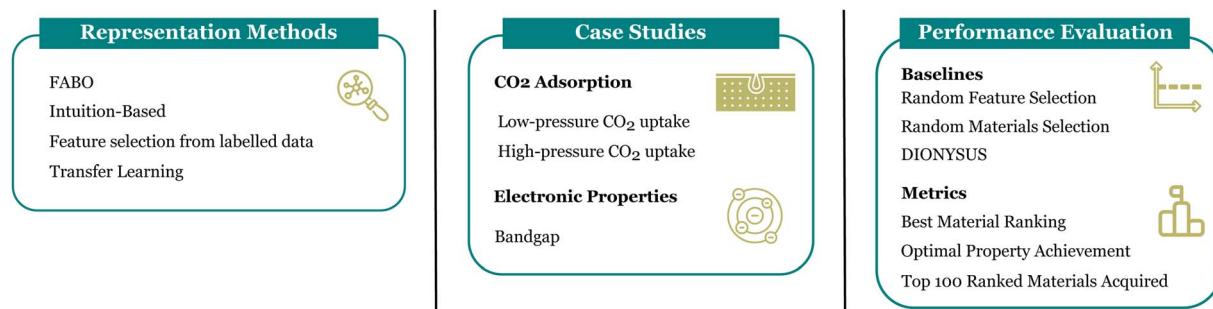 Representation Methods
FABO
Intuition-Based
Feature selection from labelled data
Transfer Learning
Case Studies
CO2 Adsorption
Low-pressure CO₂ uptake
High-pressure CO₂ uptake
Electronic Properties
Bandgap
Performance Evaluation
Baselines
Random Feature Selection
Random Materials Selection
DIONYSUS
Metrics
Best Material Ranking
Optimal Property Achievement
Top 100 Ranked Materials Acquired